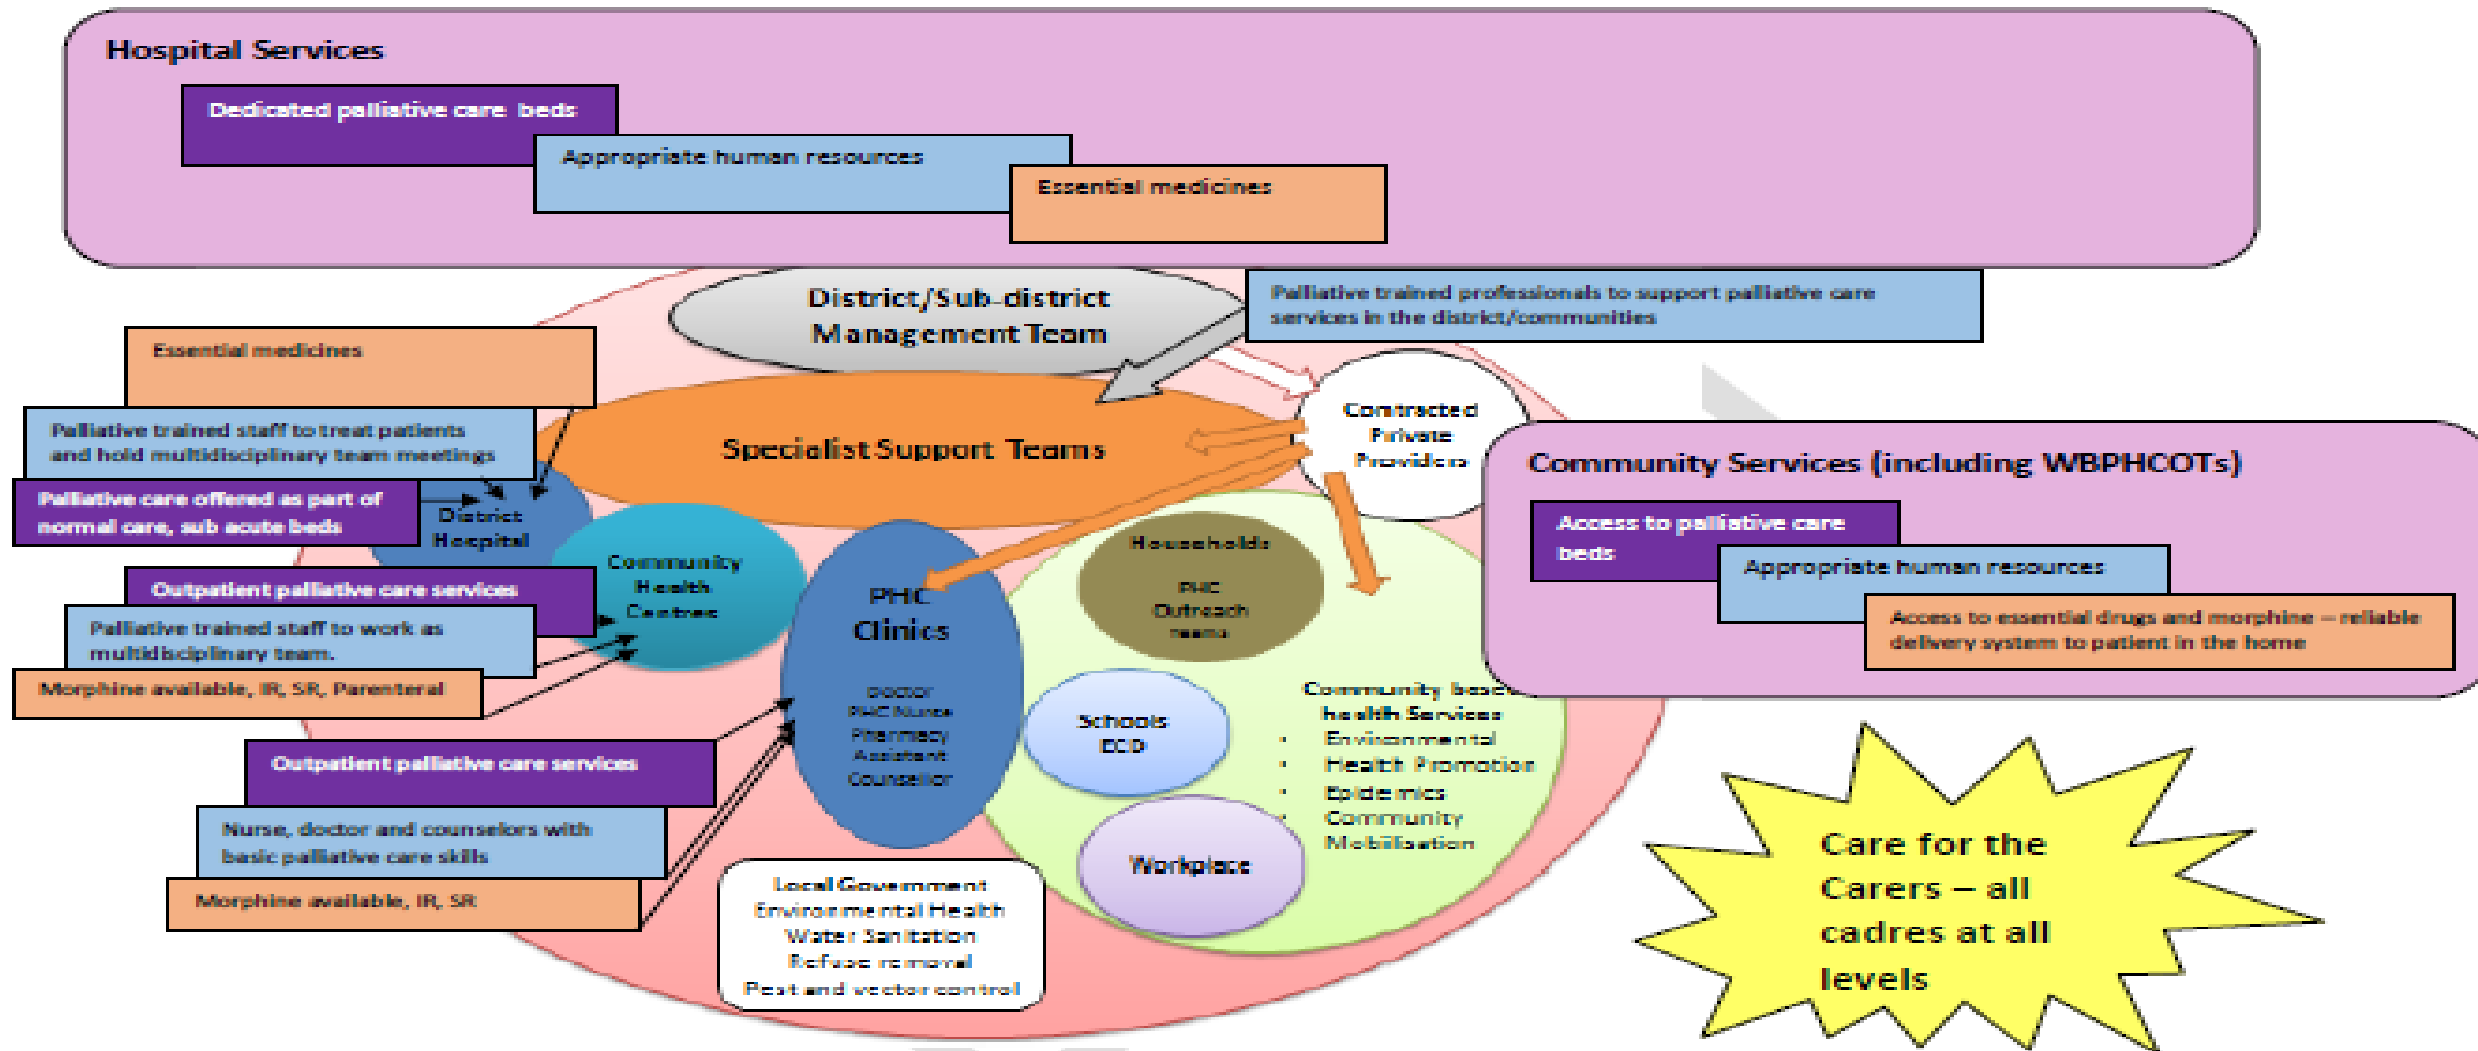 Hospital Services
Dedicated palliative care beds
Appropriate human resources
Essential medicines
District/Sub-district
Management Team
Palliative trained professionals to support palliative care
services in the district/communities
Essential medicines
Palliative trained staff to treat patients
and hold multidisciplinary team meetings
Palliative care offered as part of
normal care, sub acute beds
District
Hospital
Specialist Support Teams
Contracted
Private
Providers
Community Services (including WBPHCOTs)
Access to palliative care
beds
Appropriate human resources
Access to essential drugs and morphine – reliable
delivery system to patient in the home
Outpatient palliative care services
Palliative trained staff to work as
multidisciplinary team.
Morphine available, IR, SR, Parenteral
Community
Health
Centres
PHC
Clinics
Doctor
PHC Nurse
Pharmacy
Assistant
Counsellor
Households
PHC
Outreach
Teams
Schools
ECD
Workplace
Community based
health Services
• Environmental
• Health Promotion
• Epidemics
• Community
Mobilisation
Outpatient palliative care services
Nurse, doctor and counselors with
basic palliative care skills
Morphine available, IR, SR
Local Government
Environmental Health
Water Sanitation
Refuse removal
Pest and vector control
Care for the
Carers – all
cadres at all
levels